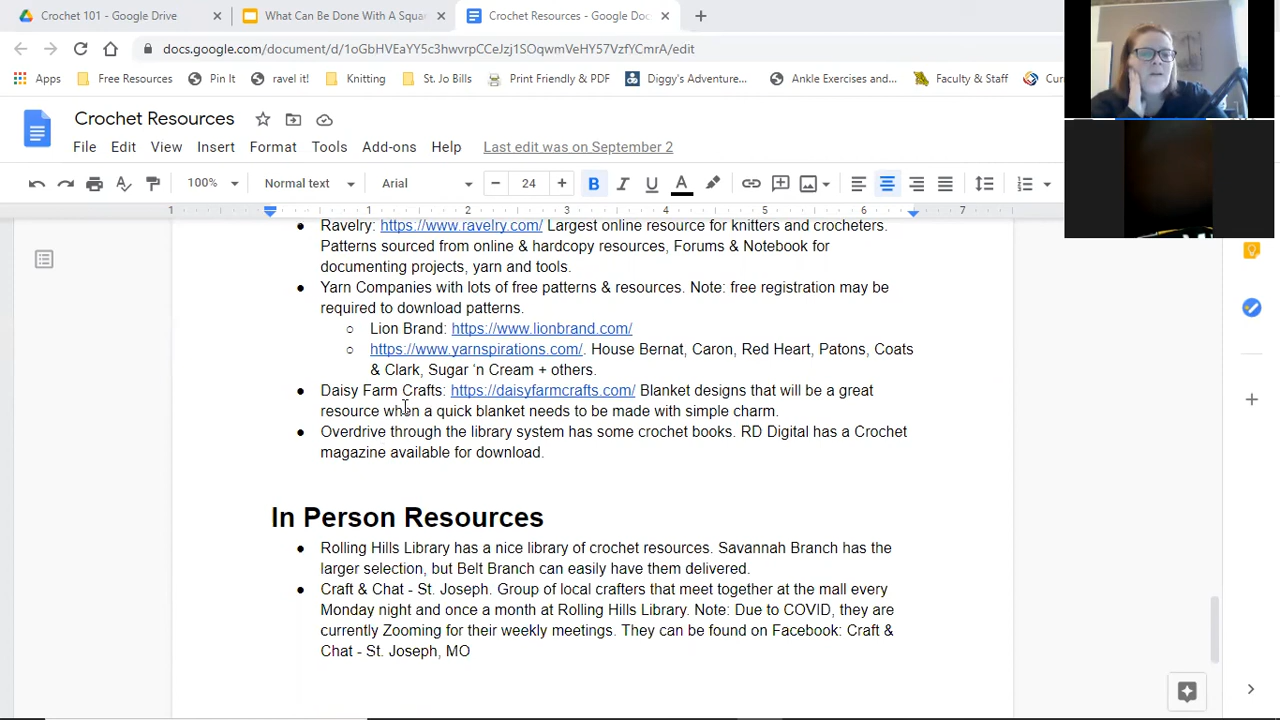 Crochet 101 - Google Drive
What Can Be Done With A Squar
Crochet Resources - Google Doc
docs.google.com/document/d/1oGbHVEaYY5c3hwvrpCCeJzj1SOqwmVeHY57VzfYCmrA/edit
Apps
Free Resources
Pin It
ravel it!
Knitting
St. Jo Bills
Print Friendly & PDF
Diggy's Adventure...
Ankle Exercises and...
Faculty & Staff
Cur
Crochet Resources
File Edit View Insert Format Tools Add-ons Help Last edit was on September 2
100% Normal text Arial 24 B I U A
1 1 2 3 4 5 6 7
Ravelry: https://www.ravelry.com/ Largest online resource for knitters and crocheters.
Patterns sourced from online & hardcopy resources, Forums & Notebook for
documenting projects, yarn and tools.
Yarn Companies with lots of free patterns & resources. Note: free registration may be
required to download patterns.
Lion Brand: https://www.lionbrand.com/
https://www.yarnspirations.com/. House Bernat, Caron, Red Heart, Patons, Coats
& Clark, Sugar ‘n Cream + others.
Daisy Farm Crafts: https://daisyfarmcrafts.com/ Blanket designs that will be a great
resource when a quick blanket needs to be made with simple charm.
Overdrive through the library system has some crochet books. RD Digital has a Crochet
magazine available for download.
In Person Resources
Rolling Hills Library has a nice library of crochet resources. Savannah Branch has the
larger selection, but Belt Branch can easily have them delivered.
Craft & Chat - St. Joseph. Group of local crafters that meet together at the mall every
Monday night and once a month at Rolling Hills Library. Note: Due to COVID, they are
currently Zooming for their weekly meetings. They can be found on Facebook: Craft &
Chat - St. Joseph, MO